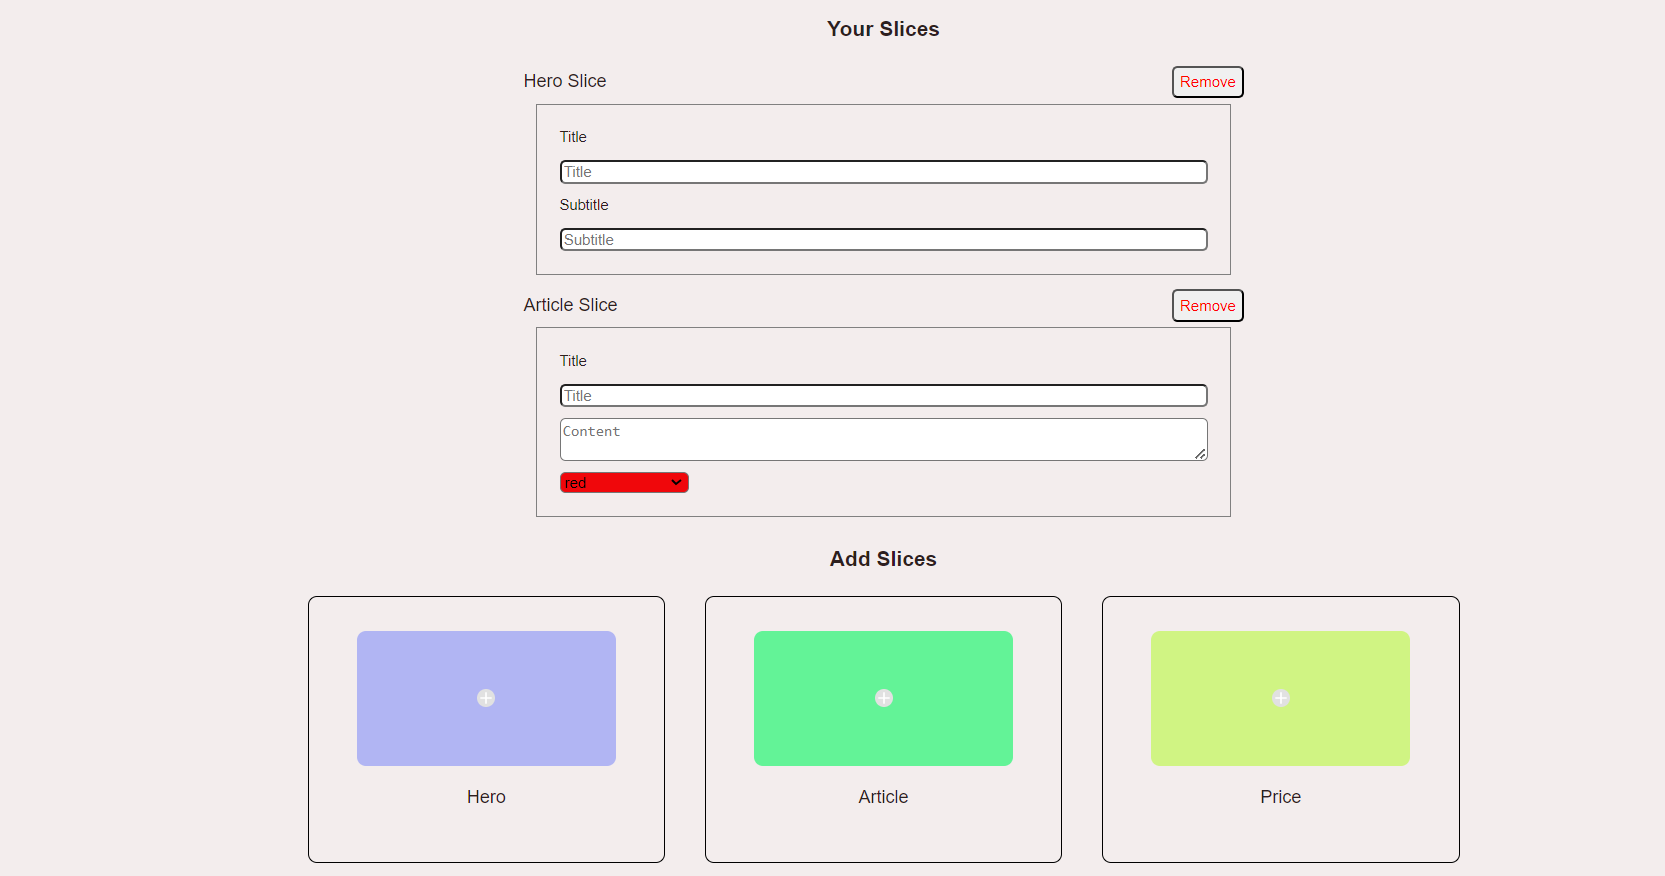 Your Slices
Hero Slice
Remove
Title
Title
Subtitle
Subtitle
Article Slice
Remove
Title
Title
Content
red
Add Slices
Hero
Article
Price